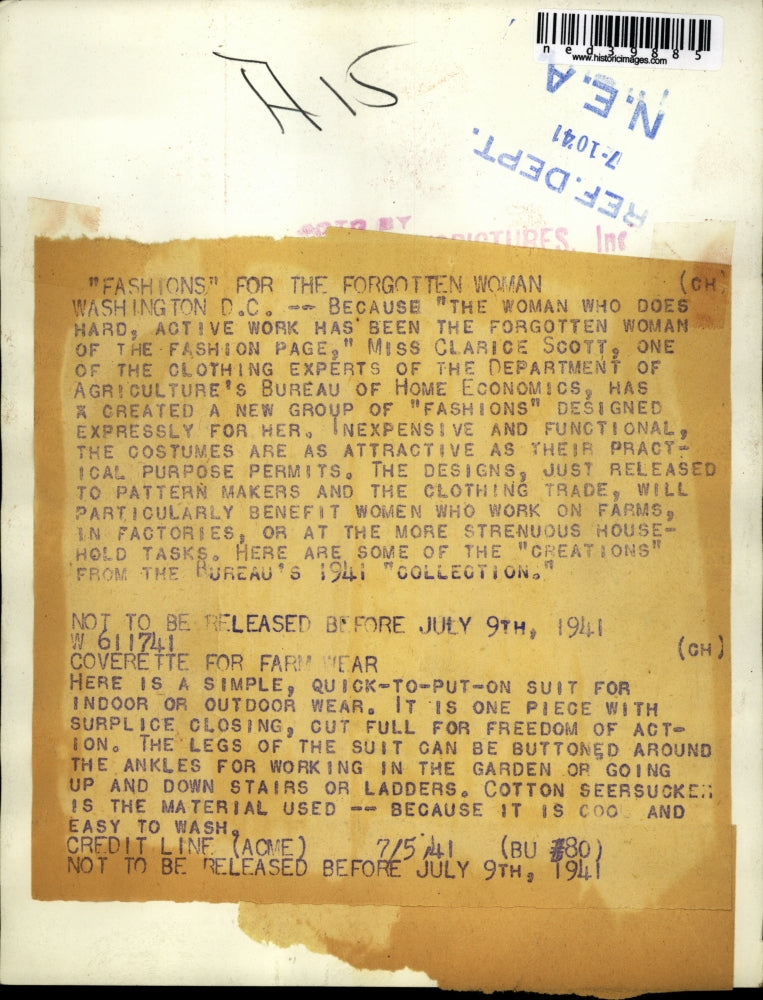 ned39885
www.historicimages.com
A15
N.E.A
7-1041
REF. DEPT.
BY
PICTURES, Inc
"FASHIONS" FOR THE FORGOTTEN WOMAN (CH)
WASHINGTON D.C. -- BECAUSE "THE WOMAN WHO DOES
HARD, ACTIVE WORK HAS BEEN THE FORGOTTEN WOMAN
OF THE FASHION PAGE," MISS CLARICE SCOTT, ONE
OF THE CLOTHING EXPERTS OF THE DEPARTMENT OF
AGRICULTURE'S BUREAU OF HOME ECONOMICS, HAS
CREATED A NEW GROUP OF "FASHIONS" DESIGNED
EXPRESSLY FOR HER. INEXPENSIVE AND FUNCTIONAL,
THE COSTUMES ARE AS ATTRACTIVE AS THEIR PRACT-
ICAL PURPOSE PERMITS. THE DESIGNS, JUST RELEASED
TO PATTERN MAKERS AND THE CLOTHING TRADE, WILL
PARTICULARLY BENEFIT WOMEN WHO WORK ON FARMS,
IN FACTORIES, OR AT THE MORE STRENUOUS HOUSE-
HOLD TASKS. HERE ARE SOME OF THE "CREATIONS"
FROM THE BUREAU'S 1941 "COLLECTION."
NOT TO BE RELEASED BEFORE JULY 9TH, 1941
W 611741 (CH)
COVERETTE FOR FARM WEAR
HERE IS A SIMPLE, QUICK-TO-PUT-ON SUIT FOR
INDOOR OR OUTDOOR WEAR. IT IS ONE PIECE WITH
SURPLICE CLOSING, CUT FULL FOR FREEDOM OF ACT-
ION. THE LEGS OF THE SUIT CAN BE BUTTONED AROUND
THE ANKLES FOR WORKING IN THE GARDEN OR GOING
UP AND DOWN STAIRS OR LADDERS. COTTON SEERSUCKER
IS THE MATERIAL USED -- BECAUSE IT IS COOL AND
EASY TO WASH.
CREDIT LINE (ACME) 7/5/41 (BU #80)
NOT TO BE RELEASED BEFORE JULY 9TH, 1941